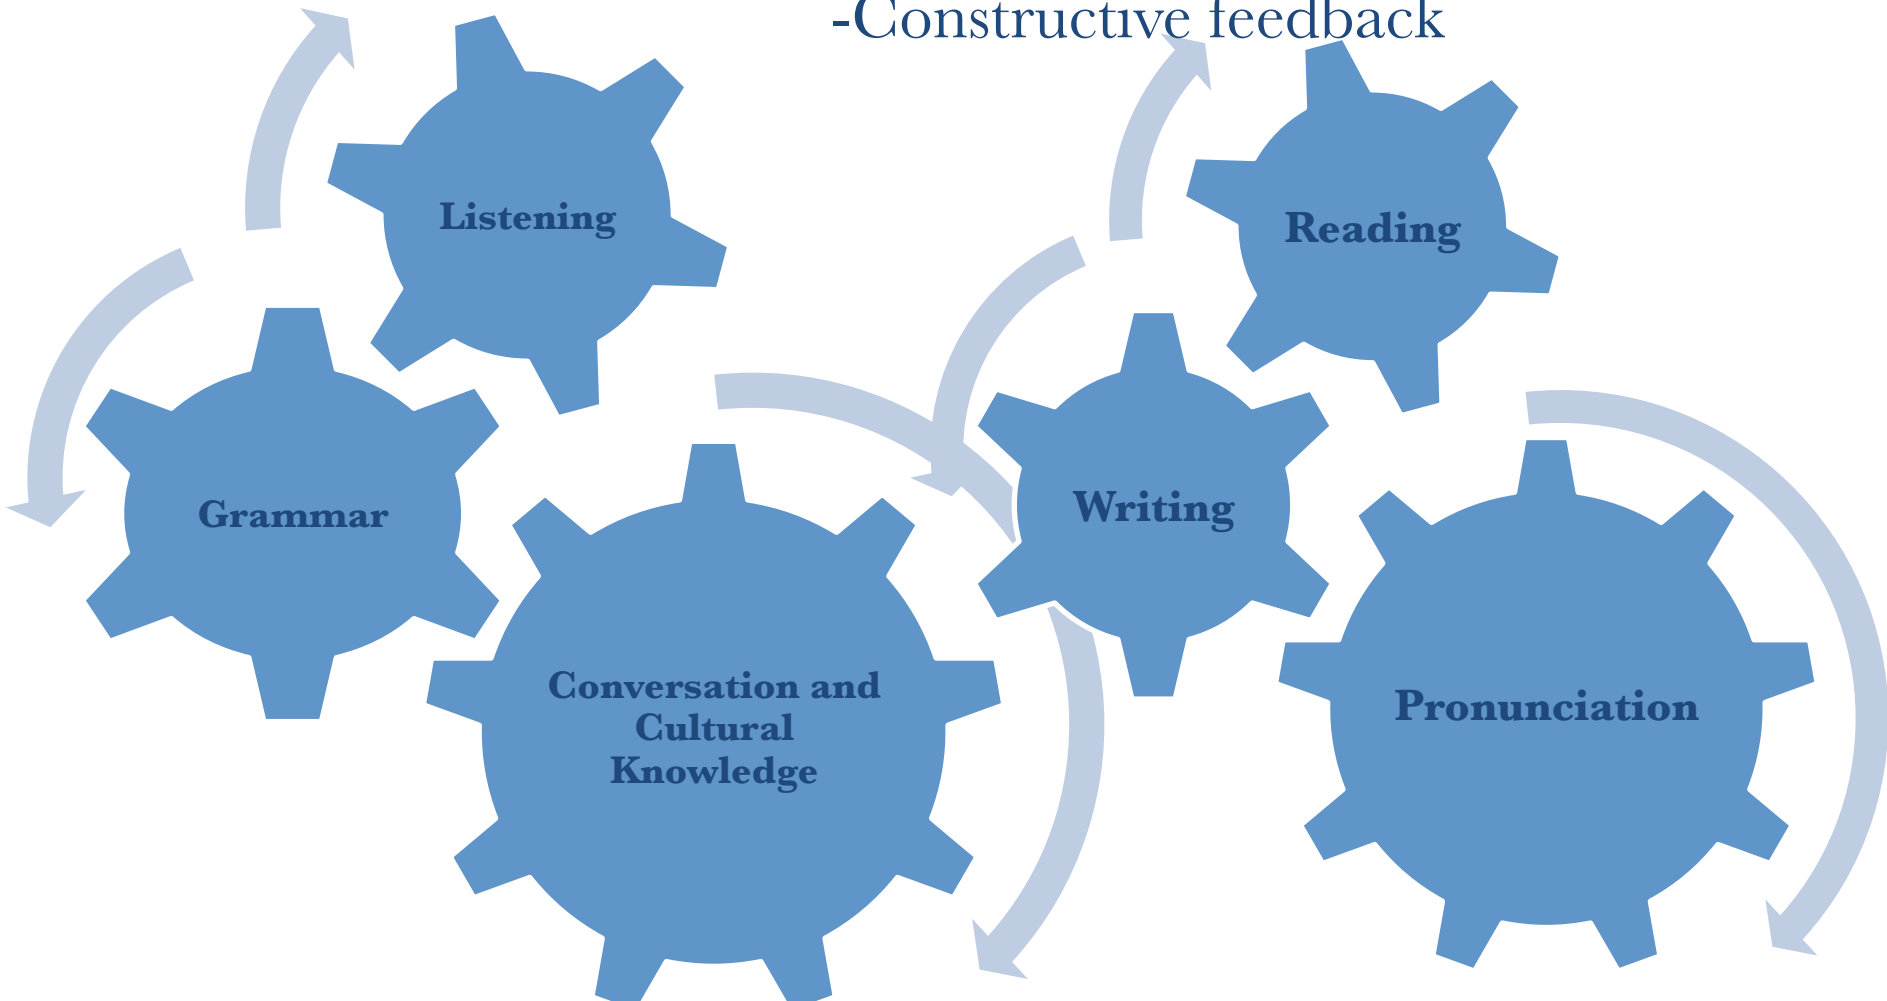 -Constructive feedback
Listening
Reading
Grammar
Writing
Conversation and
Cultural
Knowledge
Pronunciation